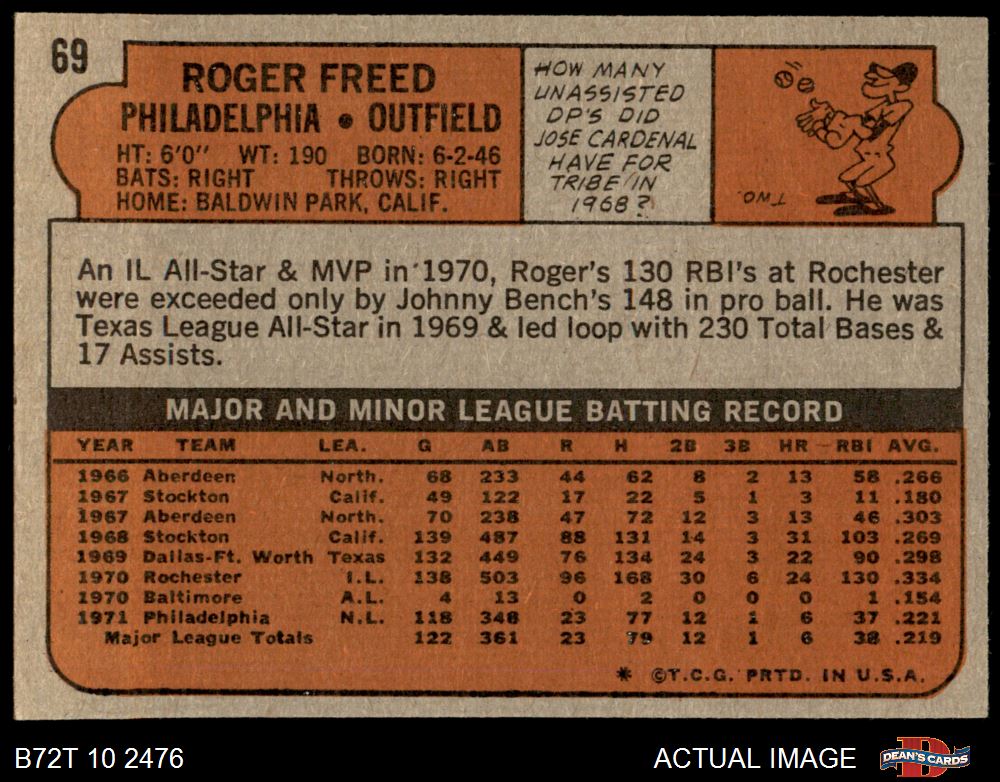 69
ROGER FREED
PHILADELPHIA • OUTFIELD
HT: 6'0" WT: 190 BORN: 6-2-46
BATS: RIGHT THROWS: RIGHT
HOME: BALDWIN PARK, CALIF.
HOW MANY
UNASSISTED
DP'S DID
JOSE CARDENAL
HAVE FOR
TRIBE IN
1968?
TWO.
An IL All-Star & MVP in 1970, Roger's 130 RBI's at Rochester
were exceeded only by Johnny Bench's 148 in pro ball. He was
Texas League All-Star in 1969 & led loop with 230 Total Bases &
17 Assists.
MAJOR AND MINOR LEAGUE BATTING RECORD
YEAR TEAM LEA. G AB R H 2B 3B HR RBI AVG.
1966 Aberdeen North. 68 233 44 62 8 2 13 58 .266
1967 Stockton Calif. 49 122 17 22 5 1 3 11 .180
1967 Aberdeen North. 70 238 47 72 12 3 13 46 .303
1968 Stockton Calif. 139 487 88 131 14 3 31 103 .269
1969 Dallas-Ft. Worth Texas 132 449 76 134 24 3 22 90 .298
1970 Rochester I.L. 138 503 96 168 30 6 24 130 .334
1970 Baltimore A.L. 4 13 0 2 0 0 0 1 .154
1971 Philadelphia N.L. 118 348 23 77 12 1 6 37 .221
Major League Totals 122 361 23 79 12 1 6 38 .219
* ©T.C.G. PRTD. IN U.S.A.
B72T 10 2476
ACTUAL IMAGE
DEAN'S CARDS